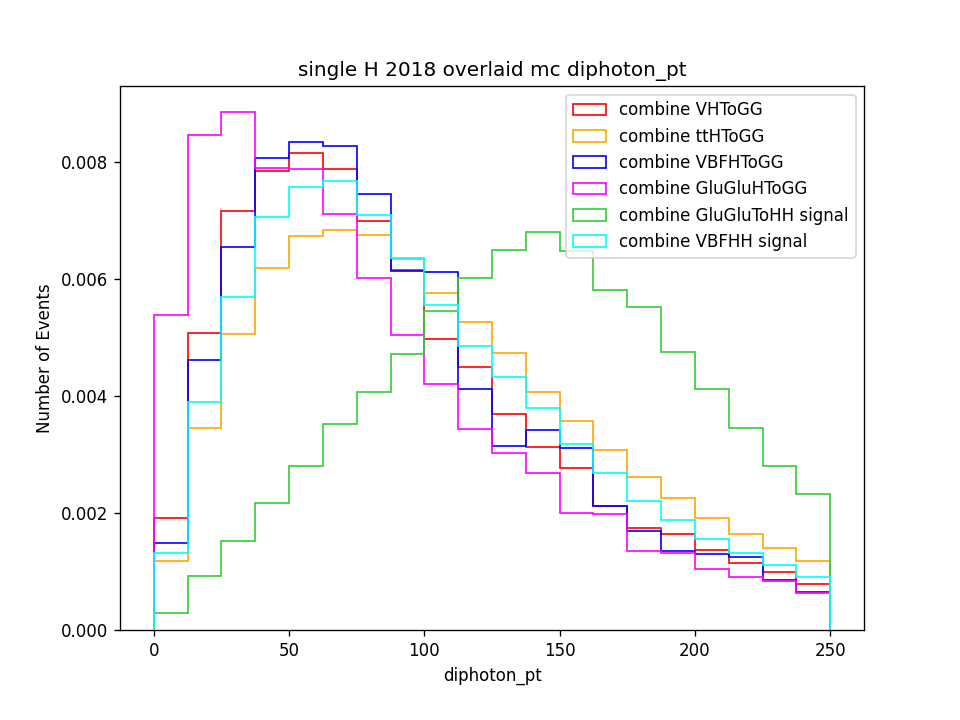 single H 2018 overlaid mc diphoton_pt
combine VHToGG
combine ttHToGG
combine VBFHToGG
combine GluGluHToGG
combine GluGluToHH signal
combine VBFHH signal
Number of Events
0.008
0.006
0.004
0.002
0.000
0 50 100 150 200 250
diphoton_pt